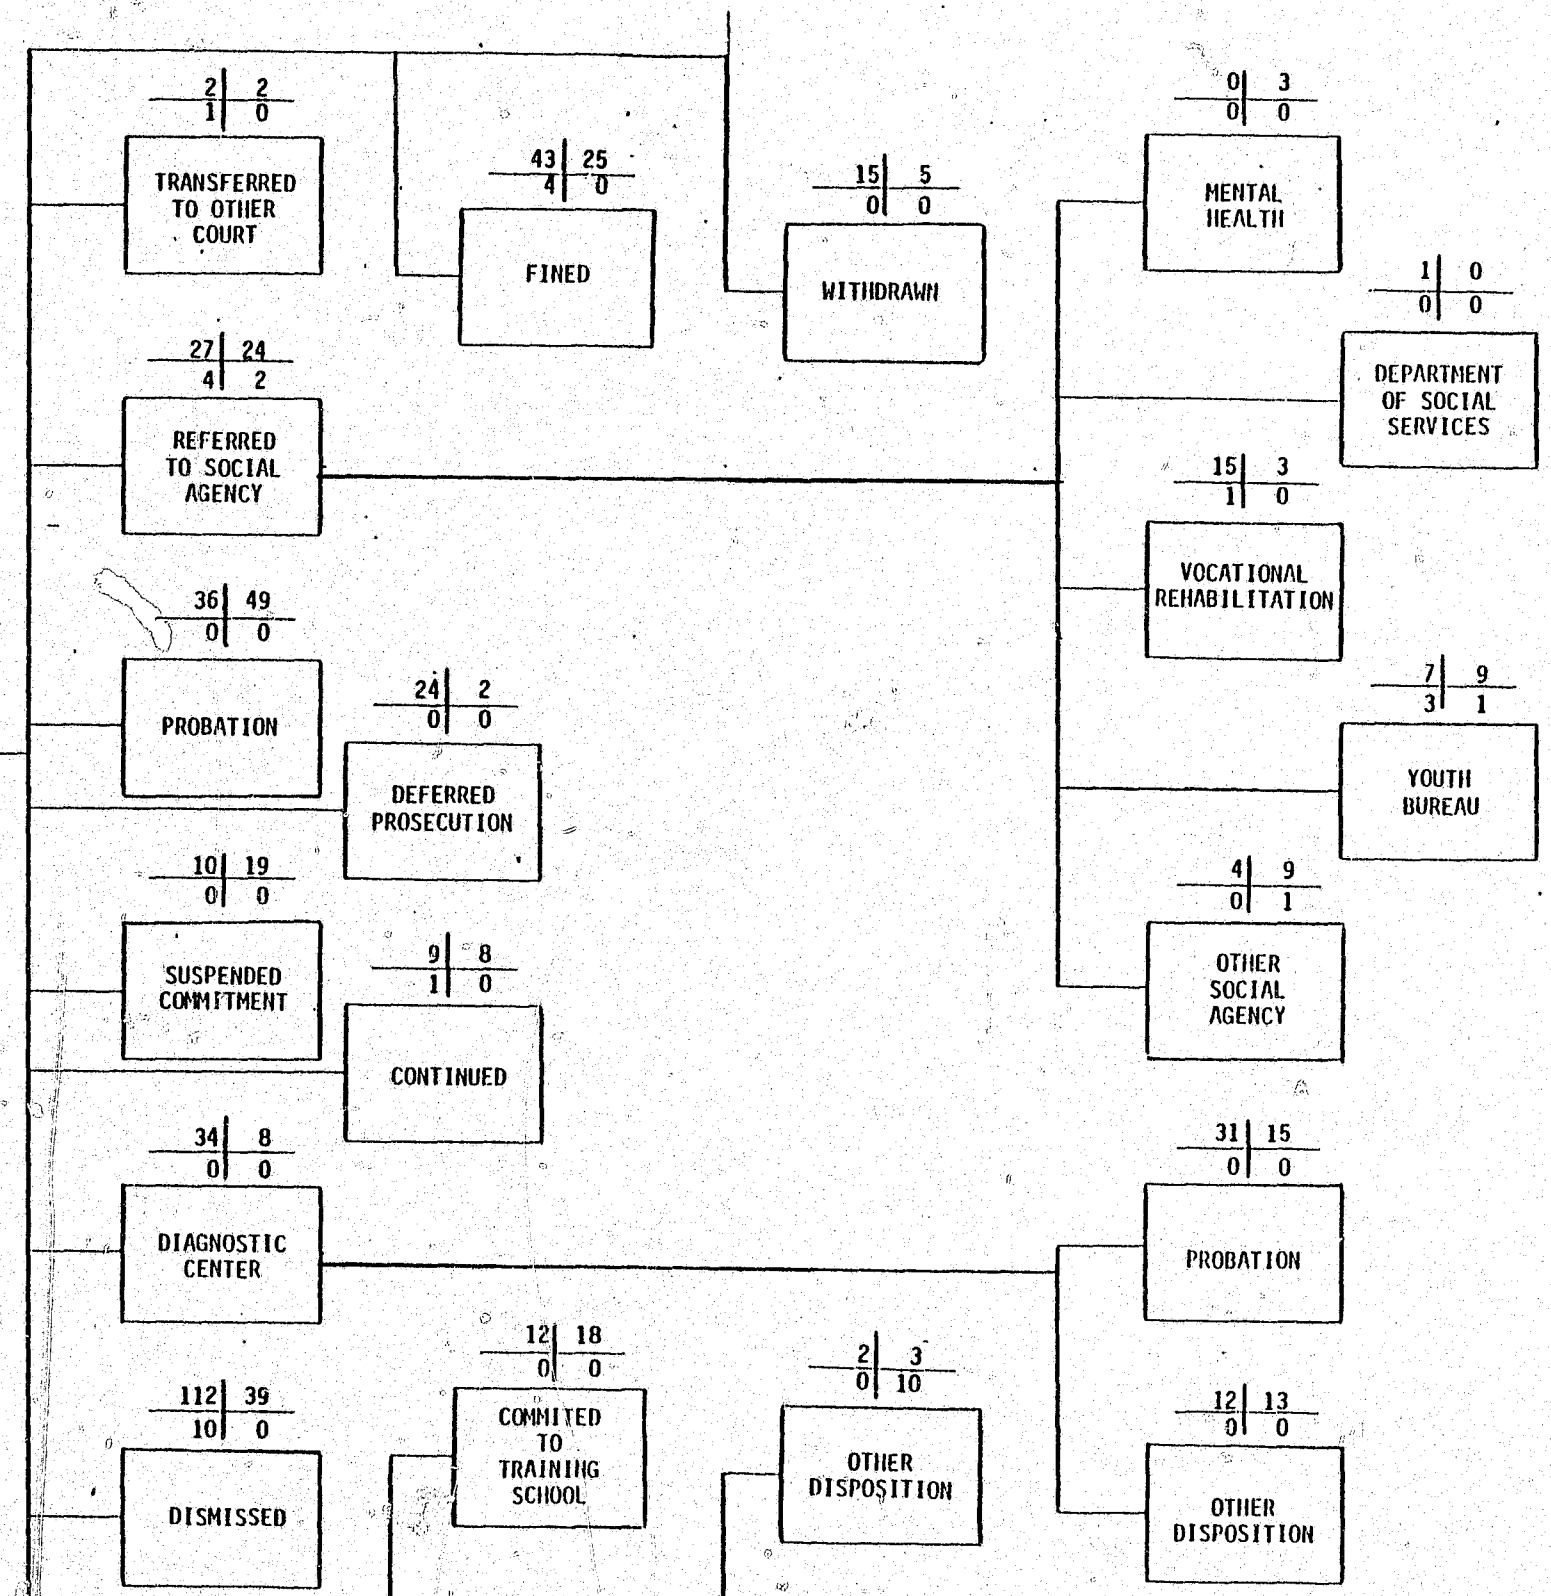 2 2
1 0
TRANSFERRED
TO OTHER
COURT
43 25
4 0
FINED
15 5
0 0
WITHDRAWN
0 3
0 0
MENTAL
HEALTH
1 0
0 0
DEPARTMENT
OF SOCIAL
SERVICES
27 24
4 2
REFERRED
TO SOCIAL
AGENCY
15 3
1 0
VOCATIONAL
REHABILITATION
36 49
0 0
PROBATION
24 2
0 0
DEFERRED
PROSECUTION
7 9
3 1
YOUTH
BUREAU
10 19
0 0
SUSPENDED
COMMITMENT
9 8
1 0
CONTINUED
4 9
0 1
OTHER
SOCIAL
AGENCY
34 8
0 0
DIAGNOSTIC
CENTER
31 15
0 0
PROBATION
112 39
10 0
DISMISSED
12 18
0 0
COMMITED
TO
TRAINING
SCHOOL
2 3
0 10
OTHER
DISPOSITION
12 13
0 0
OTHER
DISPOSITION